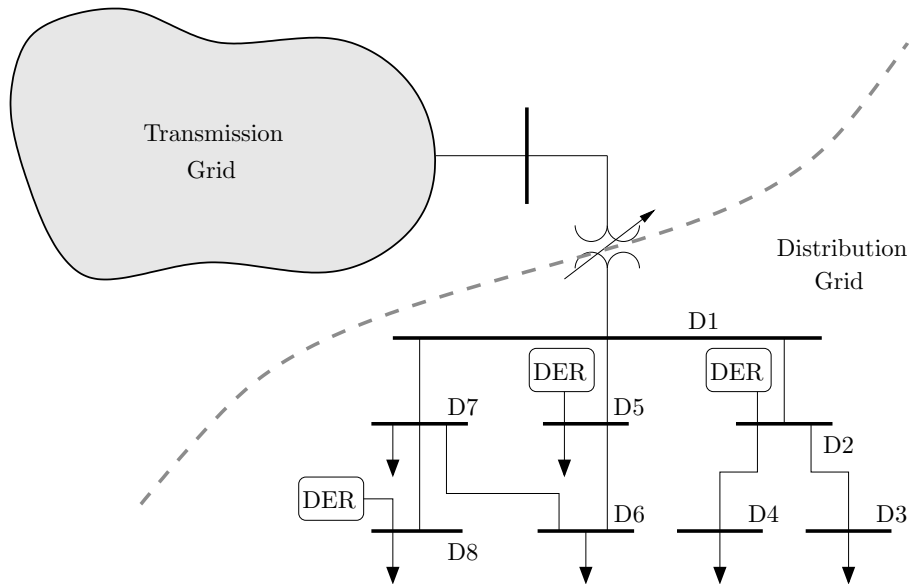 Transmission
Grid
Distribution
Grid
D1
DER
DER
D7
D5
D2
DER
D6
D4
D3
D8